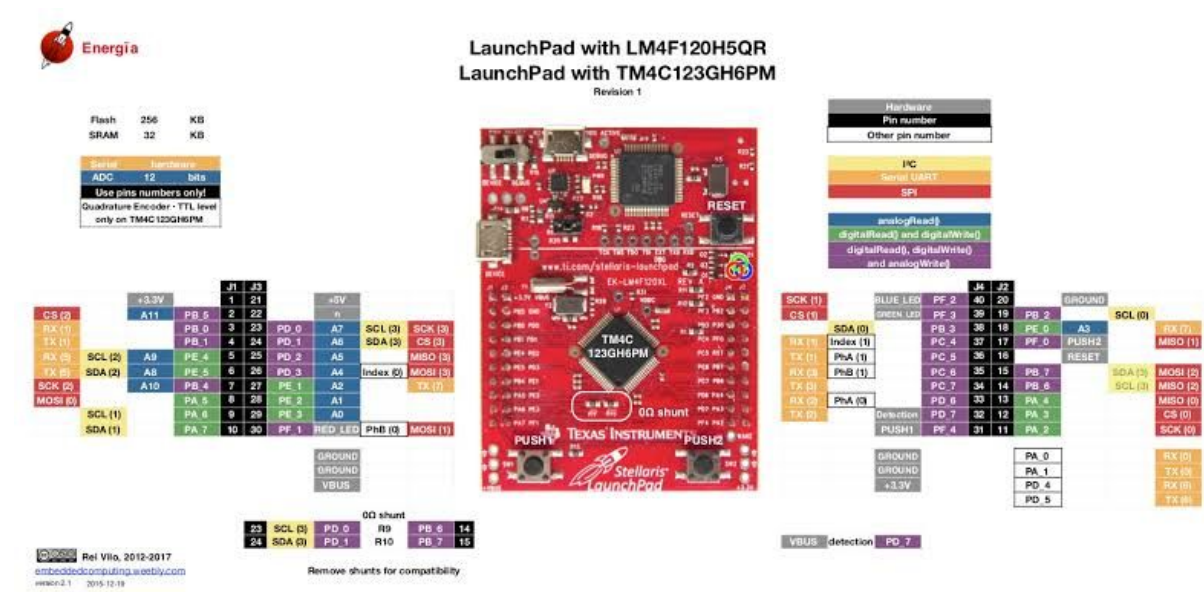 Energia
LaunchPad with LM4F120H5QR
LaunchPad with TM4C123GH6PM
Revision 1
Flash 256 KB
SRAM 32 KB
Serial hardware
ADC 12 bits
Use pins numbers only!
Quadrature Encoder - TTL level
only on TM4C123GH6PM
Hardware
Pin number
Other pin number
I²C
Serial UART
SPI
analogRead()
digitalRead() and digitalWrite()
digitalRead(), digitalWrite()
and analogWrite()
RESET
www.ti.com/stellaris-launchpad
EK-LM4F120XL
TM4C
123GH6PM
0Ω shunt
TEXAS INSTRUMENTS
PUSH1
PUSH2
Stellaris
LaunchPad
J1 J3
+3.3V 1 21 +5V
CS (2) A11 PB_5 2 22
RX (1) PB_0 3 23 PD_0 A7 SCL (3) SCK (3)
TX (1) PB_1 4 24 PD_1 A6 SDA (3) CS (3)
RX (5) SCL (2) A9 PE_4 5 25 PD_2 A5 MISO (3)
TX (5) SDA (2) A8 PE_5 6 26 PD_3 A4 Index (0) MOSI (3)
SCK (2) A10 PB_4 7 27 PE_1 A2 TX (7)
MOSI (0) PA_5 8 28 PE_2 A1
SCL (1) PA_6 9 29 PE_3 A0
SDA (1) PA_7 10 30 PF_1 RED_LED PhB (0) MOSI (1)
GROUND
GROUND
VBUS
J4 J2
SCK (1) BLUE_LED PF_2 40 20 GROUND
CS (1) GREEN_LED PF_3 39 19 PB_2 SCL (0)
SDA (0) PB_3 38 18 PE_0 A3 RX (7)
RX (1) Index (1) PC_4 37 17 PF_0 PUSH2 MISO (1)
TX (1) PhA (1) PC_5 36 16 RESET
RX (3) PhB (1) PC_6 35 15 PB_7 SDA (3) MOSI (2)
TX (3) PC_7 34 14 PB_6 SCL (3) MISO (2)
RX (2) PhA (0) PD_6 33 13 PA_4 MISO (0)
TX (2) Detection PD_7 32 12 PA_3 CS (0)
PUSH1 PF_4 31 11 PA_2 SCK (0)
GROUND PA_0 RX (0)
GROUND PA_1 TX (0)
+3.3V PD_4 RX (6)
PD_5 TX (6)
0Ω shunt
23 SCL (3) PD_0 R9 PB_6 14
24 SDA (3) PD_1 R10 PB_7 15
Remove shunts for compatibility
VBUS detection PD_7
Rei Vilo, 2012-2017
embeddedcomputing.weebly.com
version 2.1 2015-12-19